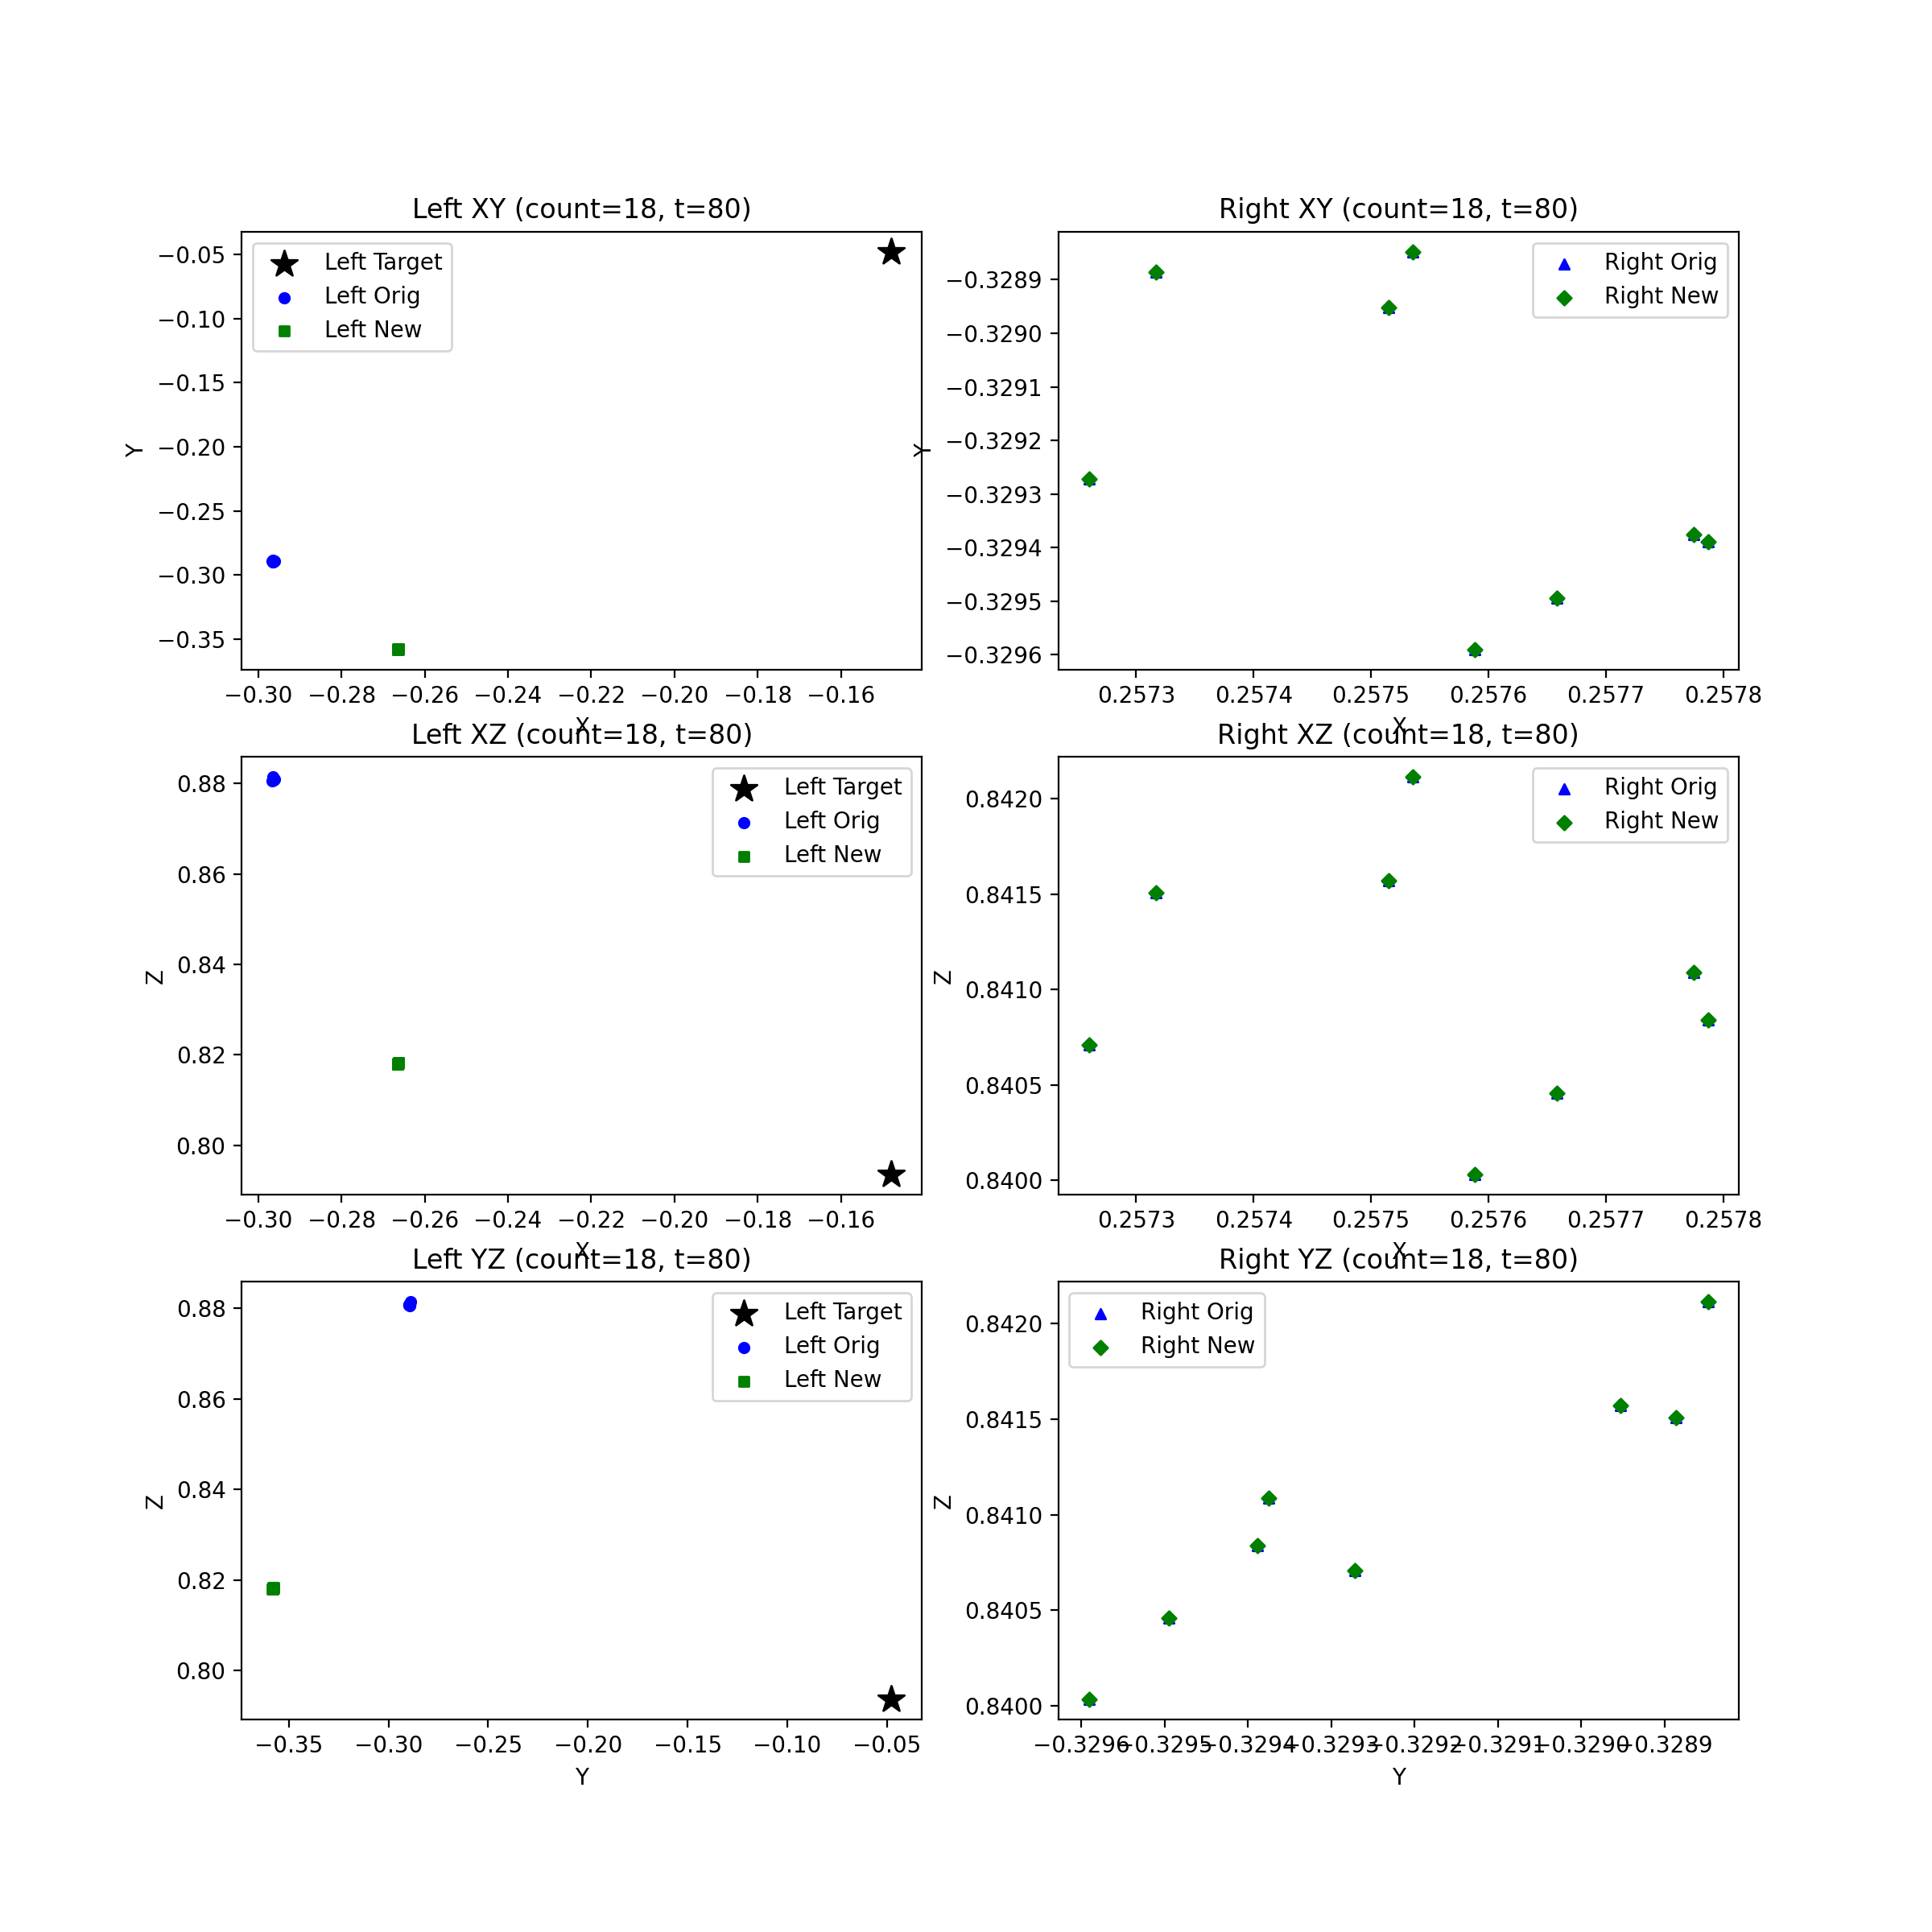 Left XY (count=18, t=80)
Left Target
Left Orig
Left New
−0.05
−0.10
−0.15
−0.20
−0.25
−0.30
−0.35
Y
−0.30 −0.28 −0.26 −0.24 −0.22 −0.20 −0.18 −0.16
X
Right XY (count=18, t=80)
Right Orig
Right New
−0.3289
−0.3290
−0.3291
−0.3292
−0.3293
−0.3294
−0.3295
−0.3296
Y
0.2573 0.2574 0.2575 0.2576 0.2577 0.2578
X
Left XZ (count=18, t=80)
Left Target
Left Orig
Left New
0.88
0.86
0.84
0.82
0.80
Z
−0.30 −0.28 −0.26 −0.24 −0.22 −0.20 −0.18 −0.16
X
Right XZ (count=18, t=80)
Right Orig
Right New
0.8420
0.8415
0.8410
0.8405
0.8400
Z
0.2573 0.2574 0.2575 0.2576 0.2577 0.2578
X
Left YZ (count=18, t=80)
Left Target
Left Orig
Left New
0.88
0.86
0.84
0.82
0.80
Z
−0.35 −0.30 −0.25 −0.20 −0.15 −0.10 −0.05
Y
Right YZ (count=18, t=80)
Right Orig
Right New
0.8420
0.8415
0.8410
0.8405
0.8400
Z
−0.3296 −0.3295 −0.3294 −0.3293 −0.3292 −0.3291 −0.3290 −0.3289
Y